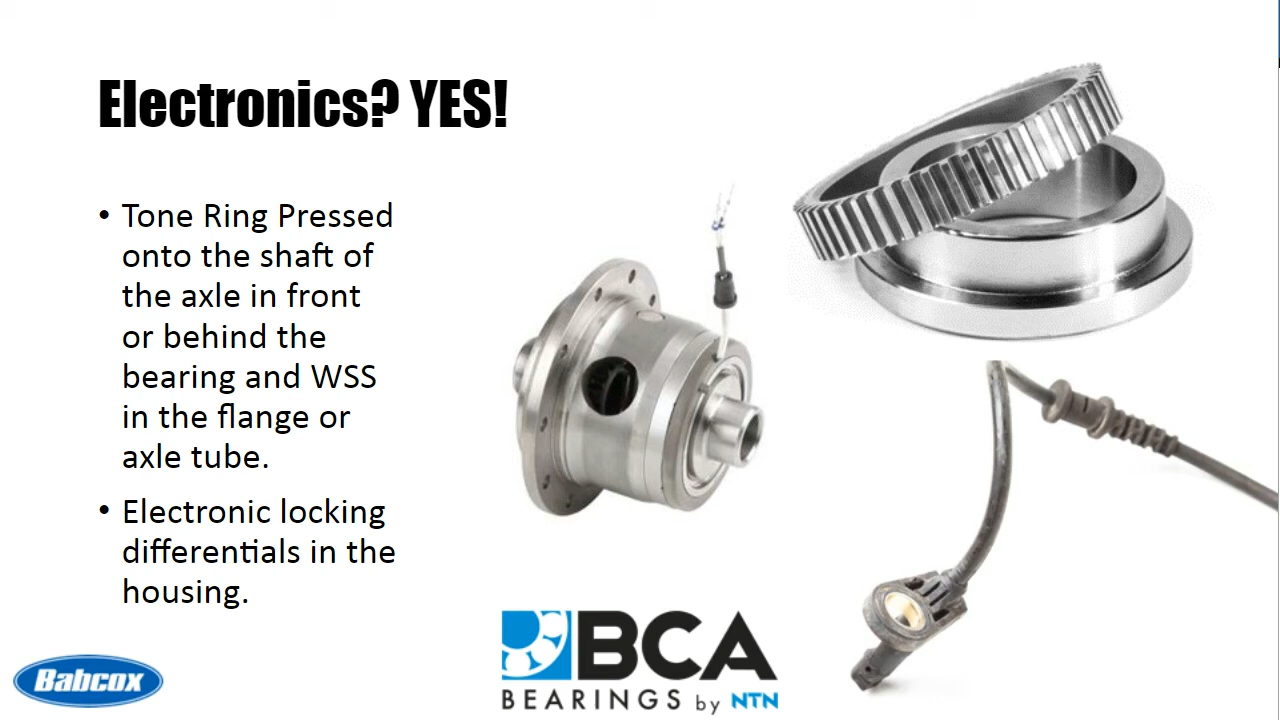 Electronics? YES!
• Tone Ring Pressed
onto the shaft of
the axle in front
or behind the
bearing and WSS
in the flange or
axle tube.
• Electronic locking
differentials in the
housing.
Babcox
BCA
BEARINGS by NTN